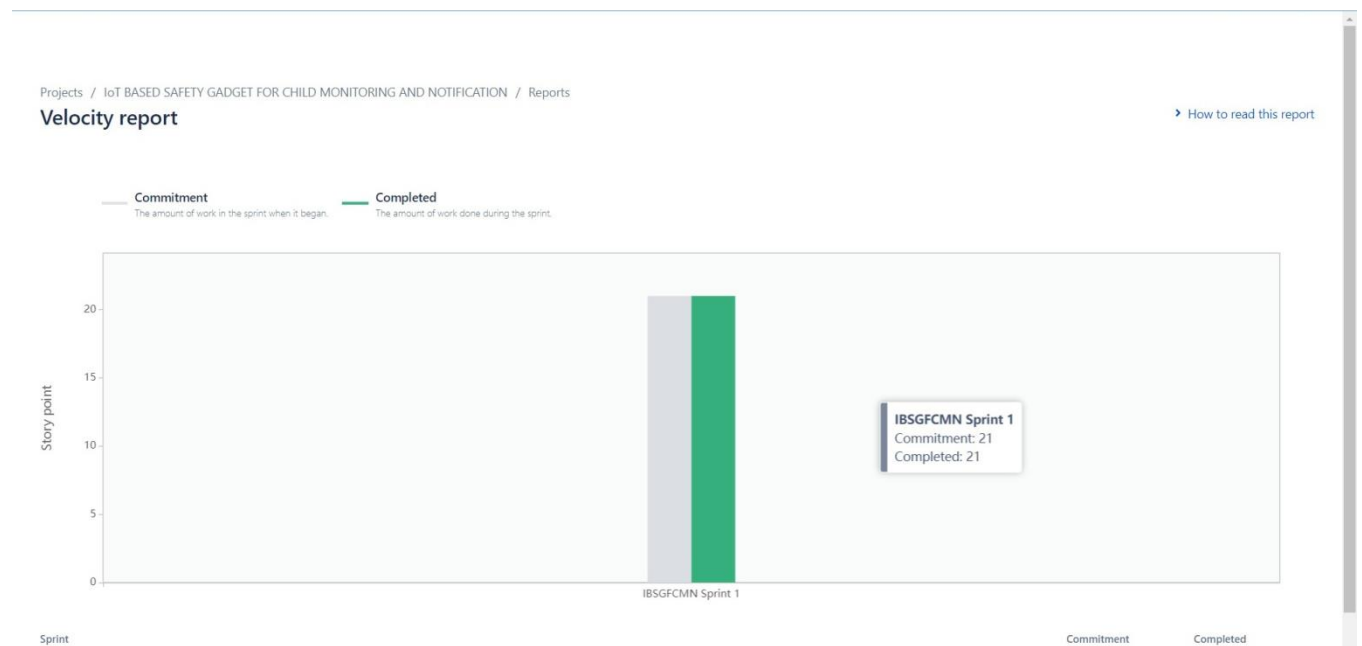 Projects / IoT BASED SAFETY GADGET FOR CHILD MONITORING AND NOTIFICATION / Reports
Velocity report
How to read this report
Commitment
The amount of work in the sprint when it began.
Completed
The amount of work done during the sprint.
20
15
10
5
0
Story point
IBSGFCMN Sprint 1
Commitment: 21
Completed: 21
IBSGFCMN Sprint 1
Sprint Commitment Completed